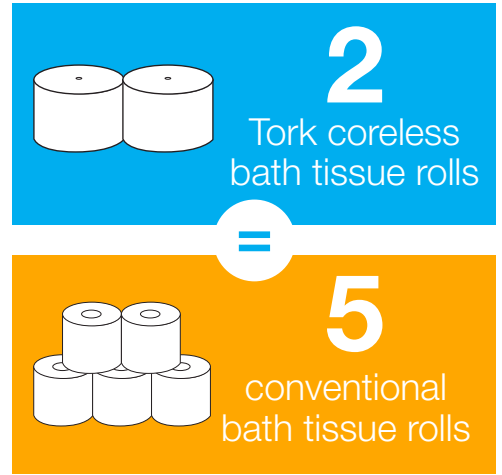 2
Tork coreless
bath tissue rolls
=
5
conventional
bath tissue rolls